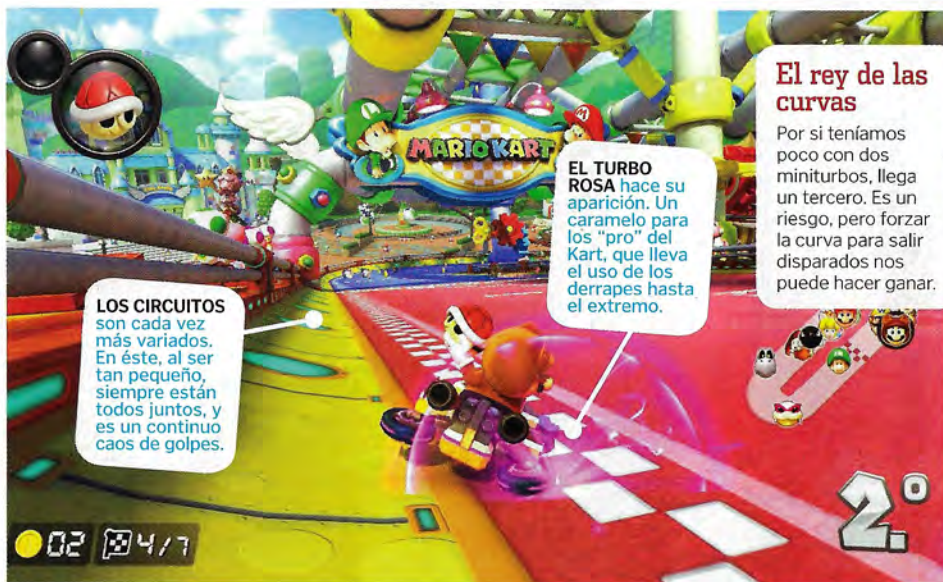 MARIO KART
El rey de las
curvas
Por si teníamos
poco con dos
miniturbos, llega
un tercero. Es un
riesgo, pero forzar
la curva para salir
disparados nos
puede hacer ganar.
EL TURBO
ROSA hace su
aparición. Un
caramelo para
los "pro" del
Kart, que lleva
el uso de los
derrapes hasta
el extremo.
LOS CIRCUITOS
son cada vez
más variados.
En éste, al ser
tan pequeño,
siempre están
todos juntos, y
es un continuo
caos de golpes.
02 4/7
2.º